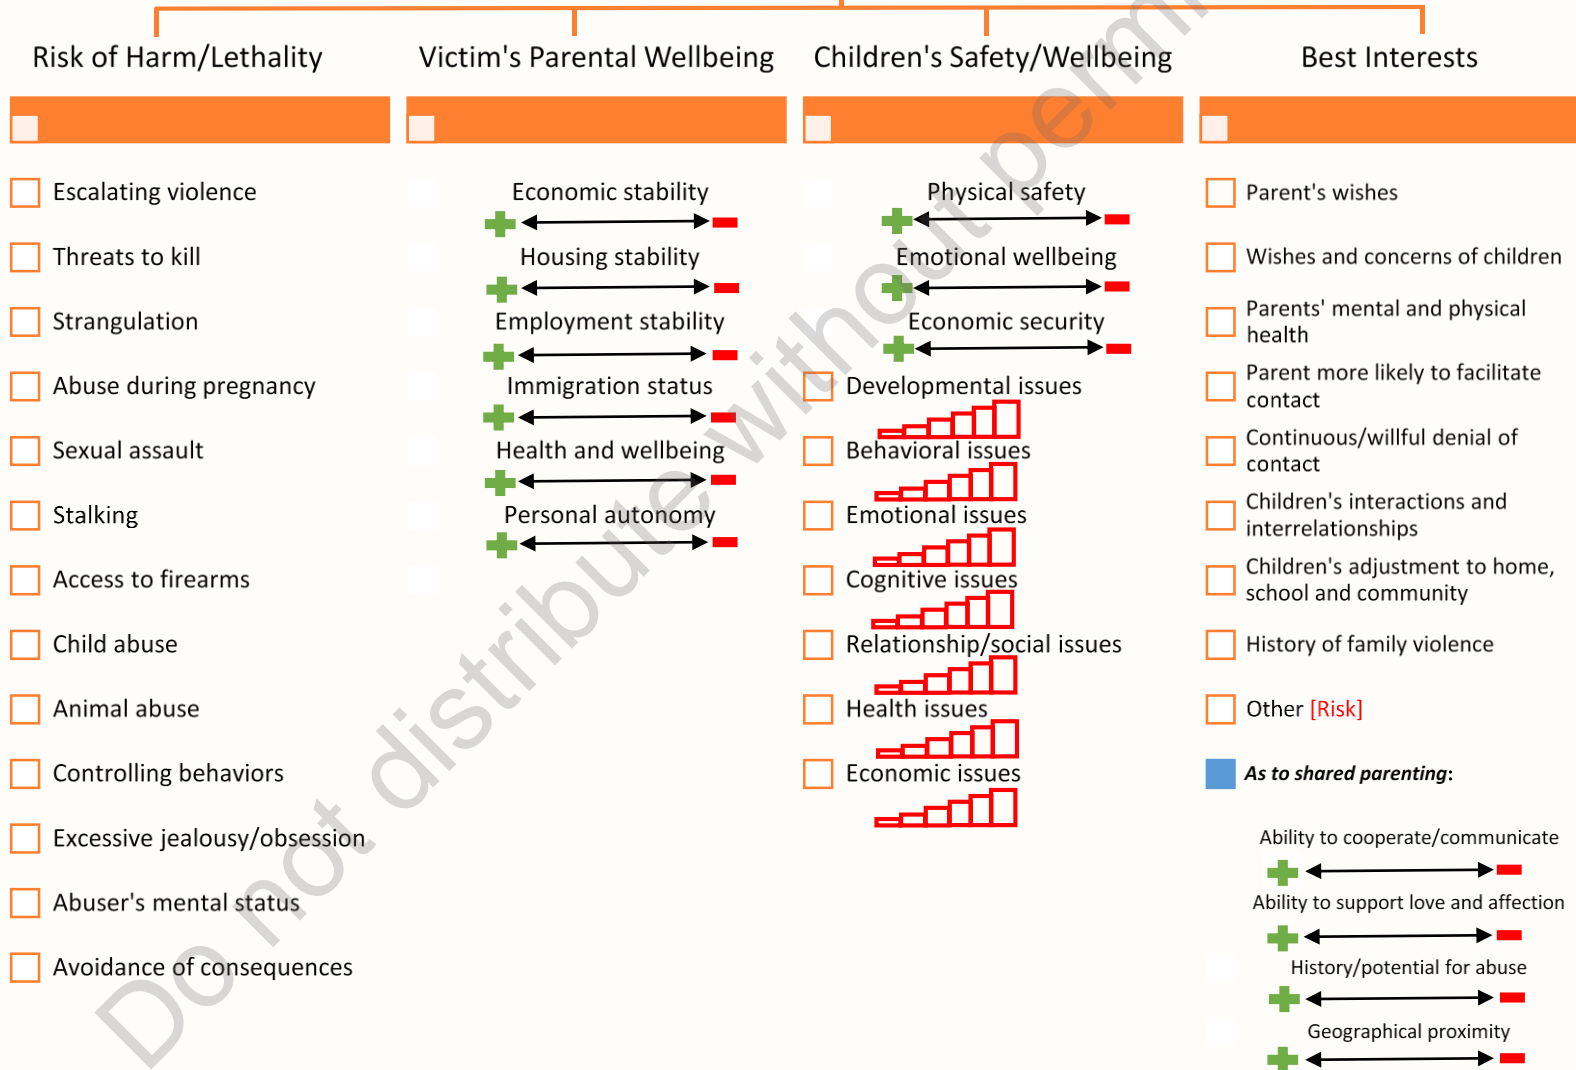 Risk of Harm/Lethality
Escalating violence
Threats to kill
Strangulation
Abuse during pregnancy
Sexual assault
Stalking
Access to firearms
Child abuse
Animal abuse
Controlling behaviors
Excessive jealousy/obsession
Abuser's mental status
Avoidance of consequences
Victim's Parental Wellbeing
Economic stability
Housing stability
Employment stability
Immigration status
Health and wellbeing
Personal autonomy
Children's Safety/Wellbeing
Physical safety
Emotional wellbeing
Economic security
Developmental issues
Behavioral issues
Emotional issues
Cognitive issues
Relationship/social issues
Health issues
Economic issues
Best Interests
Parent's wishes
Wishes and concerns of children
Parents' mental and physical
health
Parent more likely to facilitate
contact
Continuous/willful denial of
contact
Children's interactions and
interrelationships
Children's adjustment to home,
school and community
History of family violence
Other [Risk]
As to shared parenting:
Ability to cooperate/communicate
Ability to support love and affection
History/potential for abuse
Geographical proximity
Do not distribute without